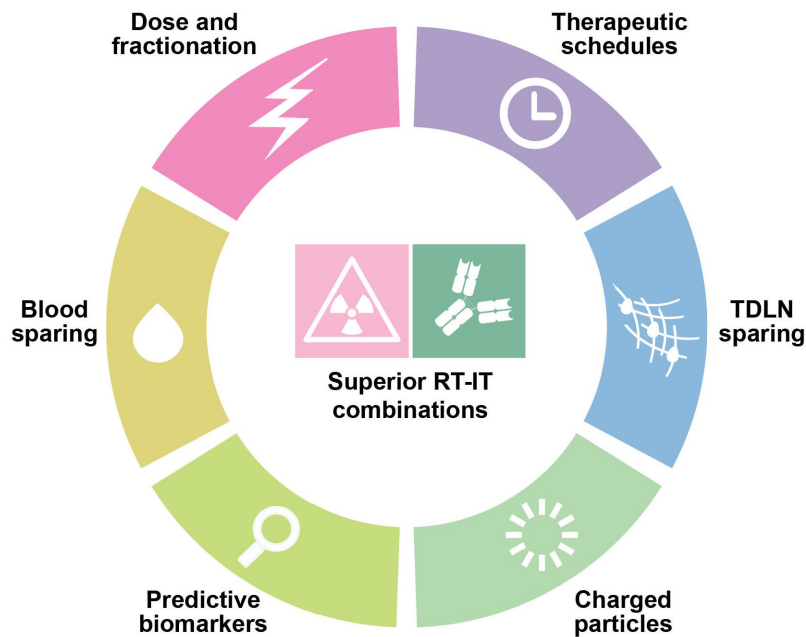 Dose and
fractionation
Therapeutic
schedules
Blood
sparing
TDLN
sparing
Superior RT-IT
combinations
Predictive
biomarkers
Charged
particles